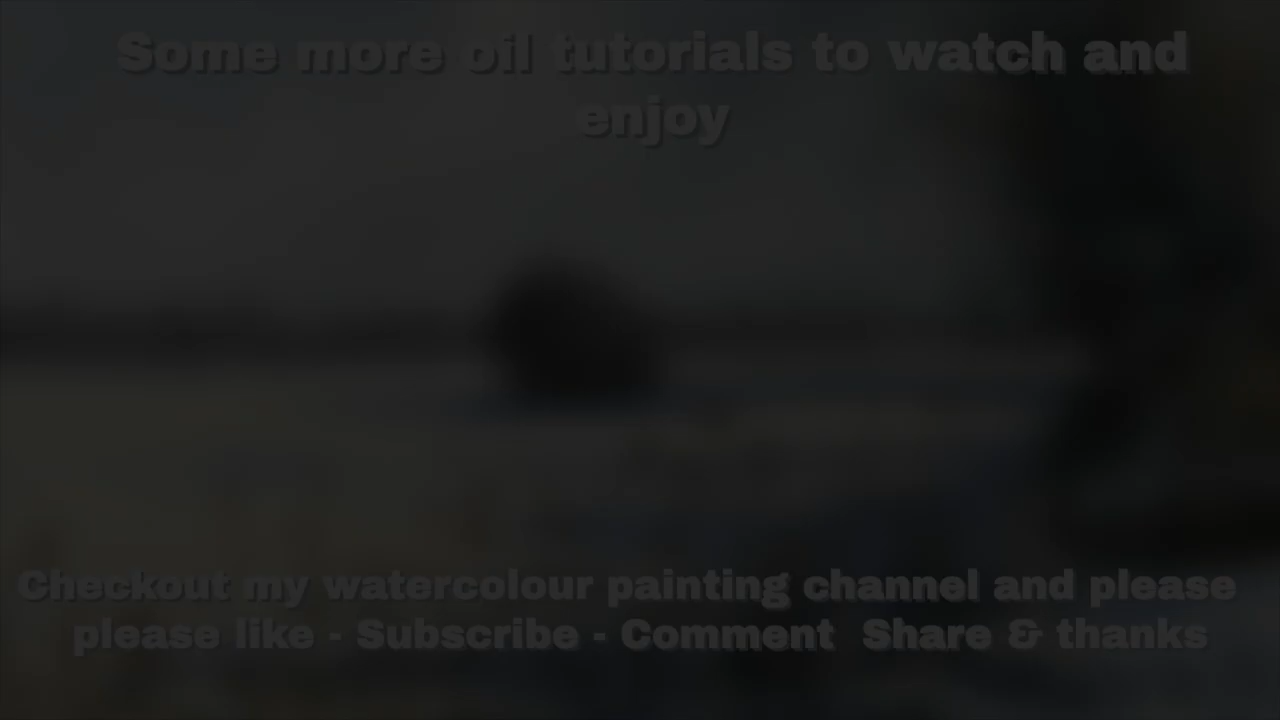 Some more oil tutorials to watch and
enjoy
Checkout my watercolour painting channel and please
please like - Subscribe - Comment  Share & thanks